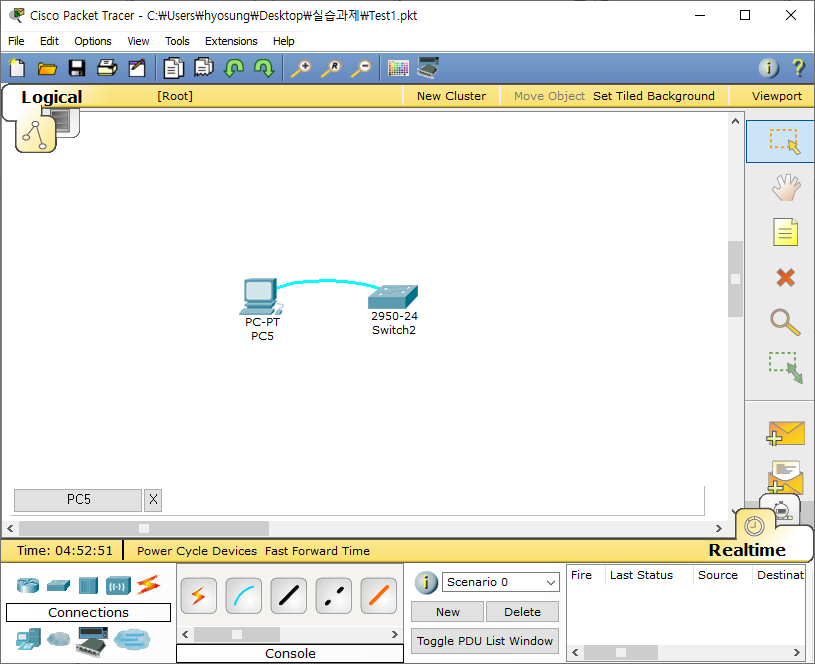 Cisco Packet Tracer - C:₩Users₩hyosung₩Desktop₩실습과제₩Test1.pkt
File Edit Options View Tools Extensions Help
Logical [Root] New Cluster Move Object Set Tiled Background Viewport
PC-PT
PC5
2950-24
Switch2
PC5 X
Time: 04:52:51 Power Cycle Devices Fast Forward Time Realtime
Connections
Console
Scenario 0
New Delete
Toggle PDU List Window
Fire Last Status Source Destinat